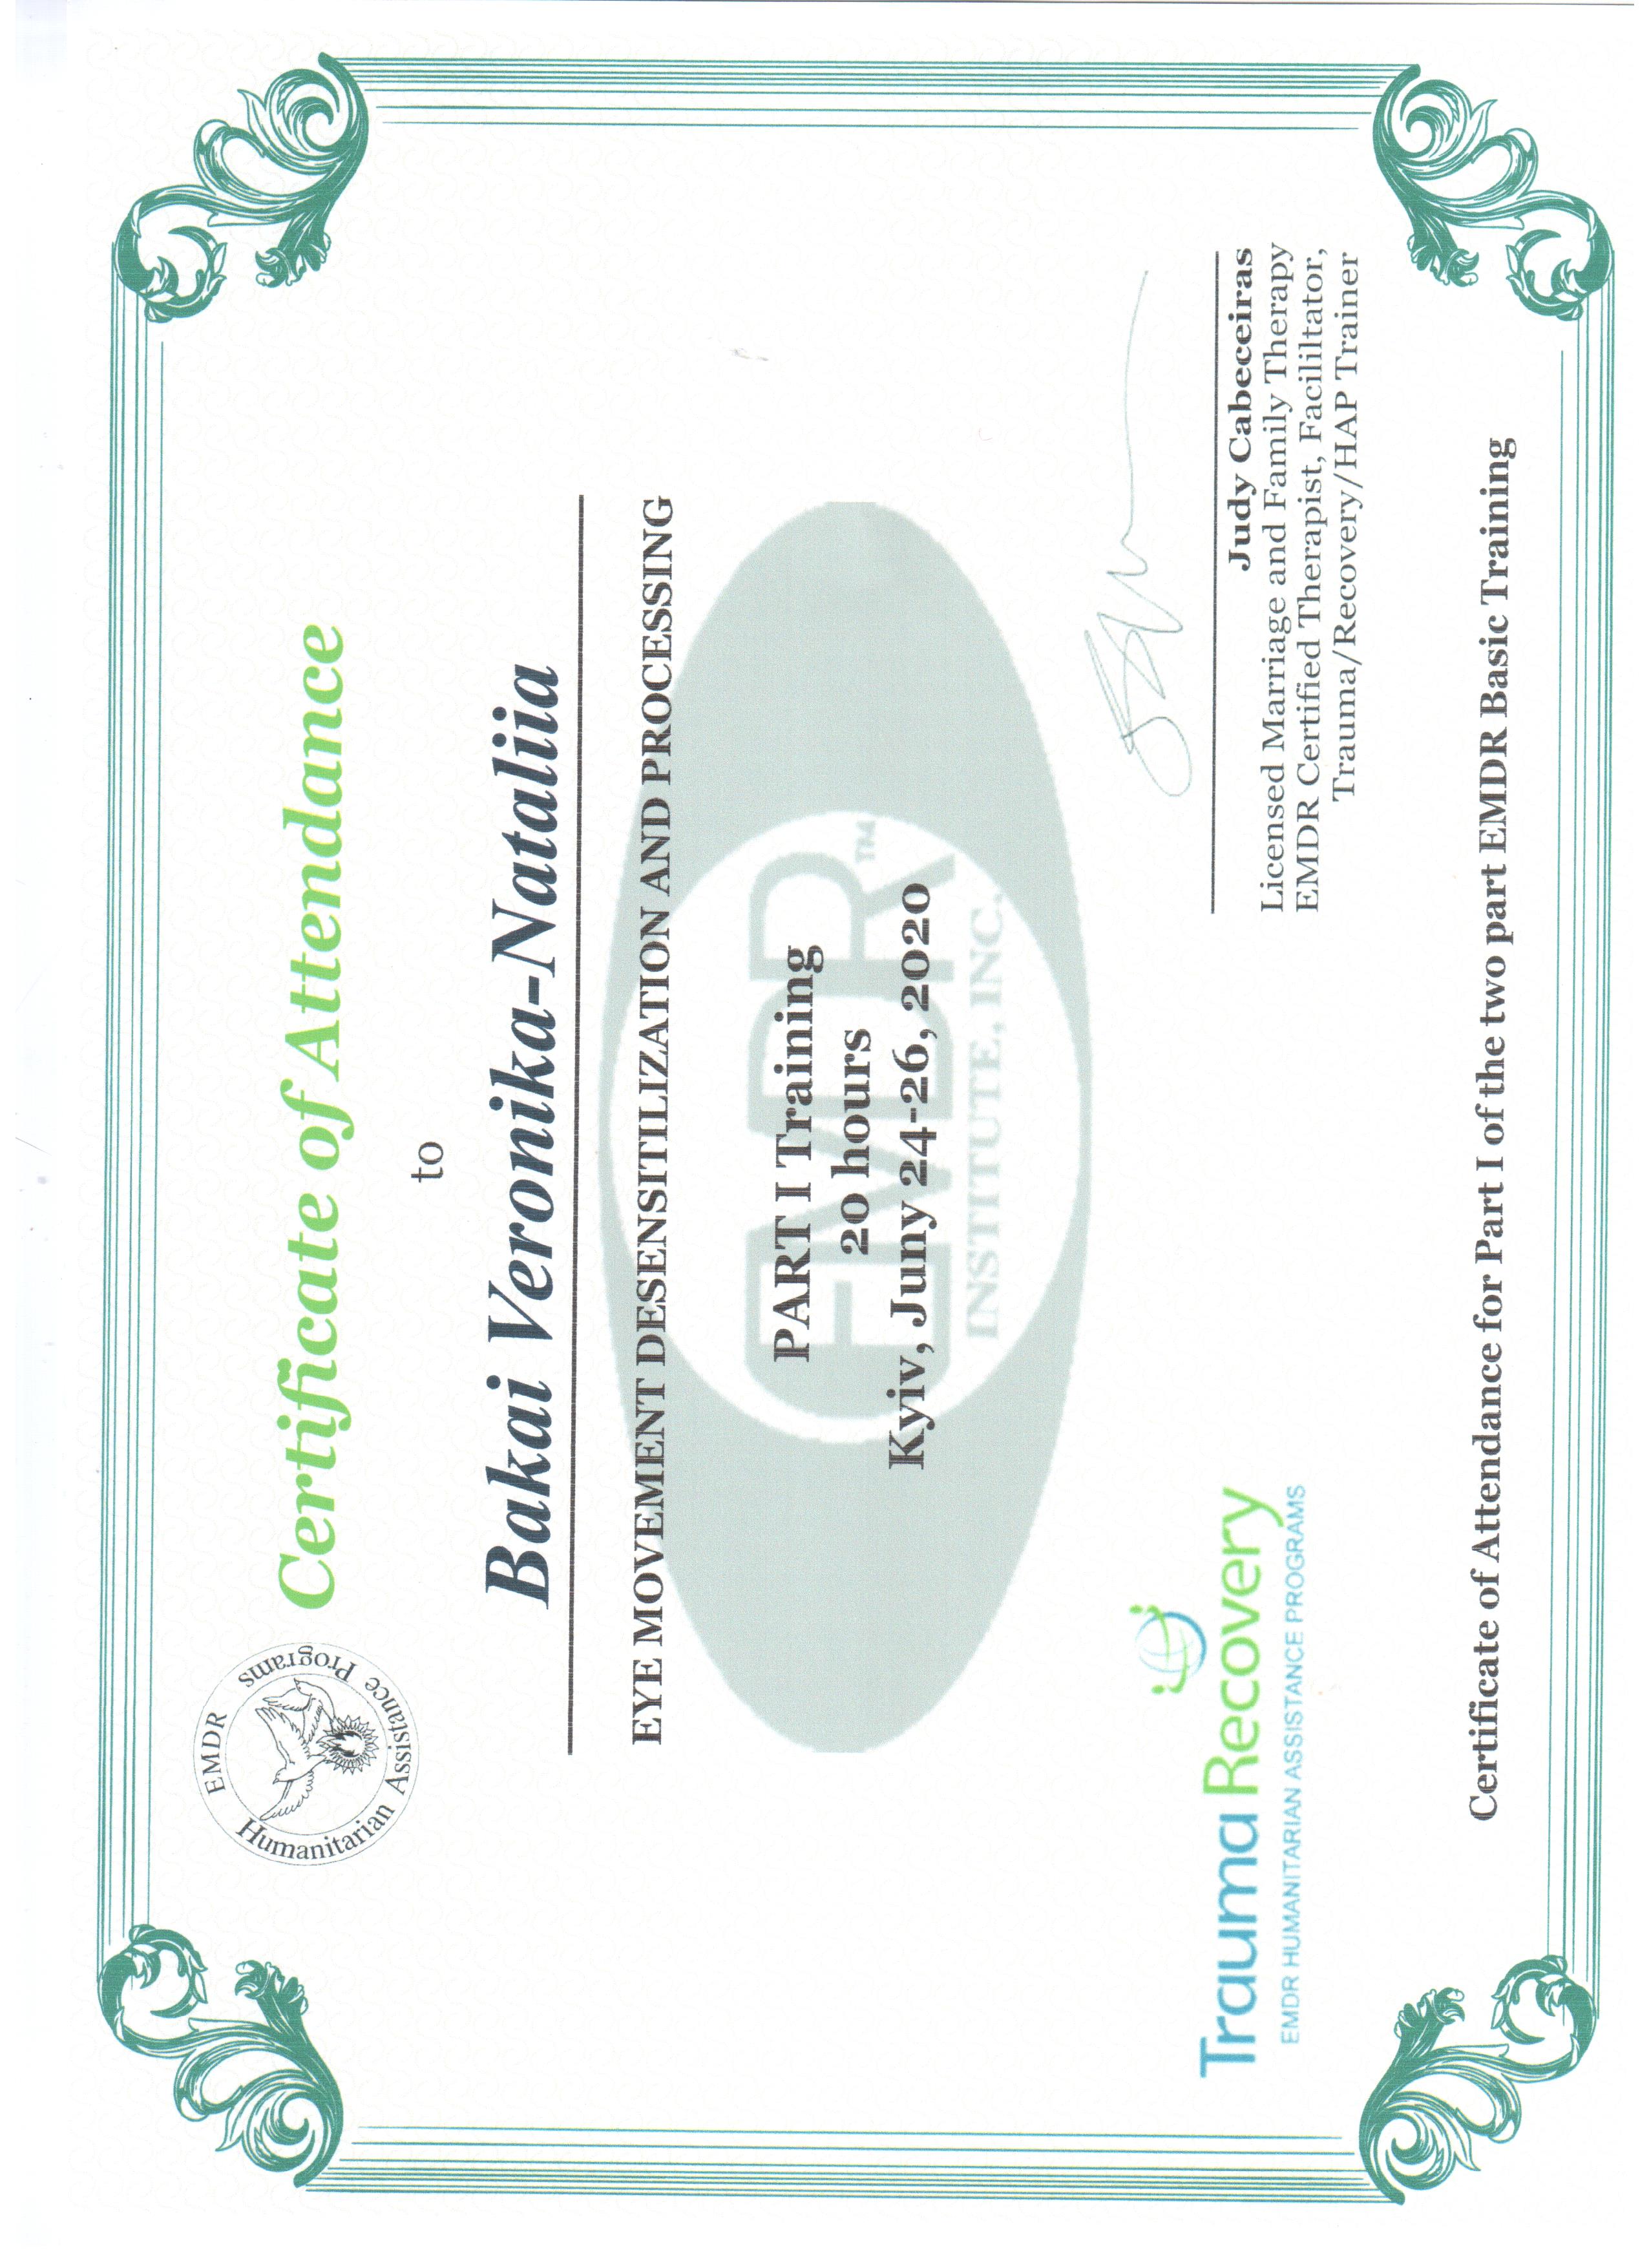 EMDR Humanitarian Assistance Programs
Certificate of Attendance
to
Bakai Veronika-Nataliia
EYE MOVEMENT DESENSITILIZATION AND PROCESSING
PART I Training
20 hours
Kyiv, Juny 24-26, 2020
EMDR™
INSTITUTE, INC.
Trauma Recovery
EMDR HUMANITARIAN ASSISTANCE PROGRAMS
Judy Cabeceiras
Licensed Marriage and Family Therapy
EMDR Certified Therapist, Facililtator,
Trauma/Recovery/HAP Trainer
Certificate of Attendance for Part I of the two part EMDR Basic Training